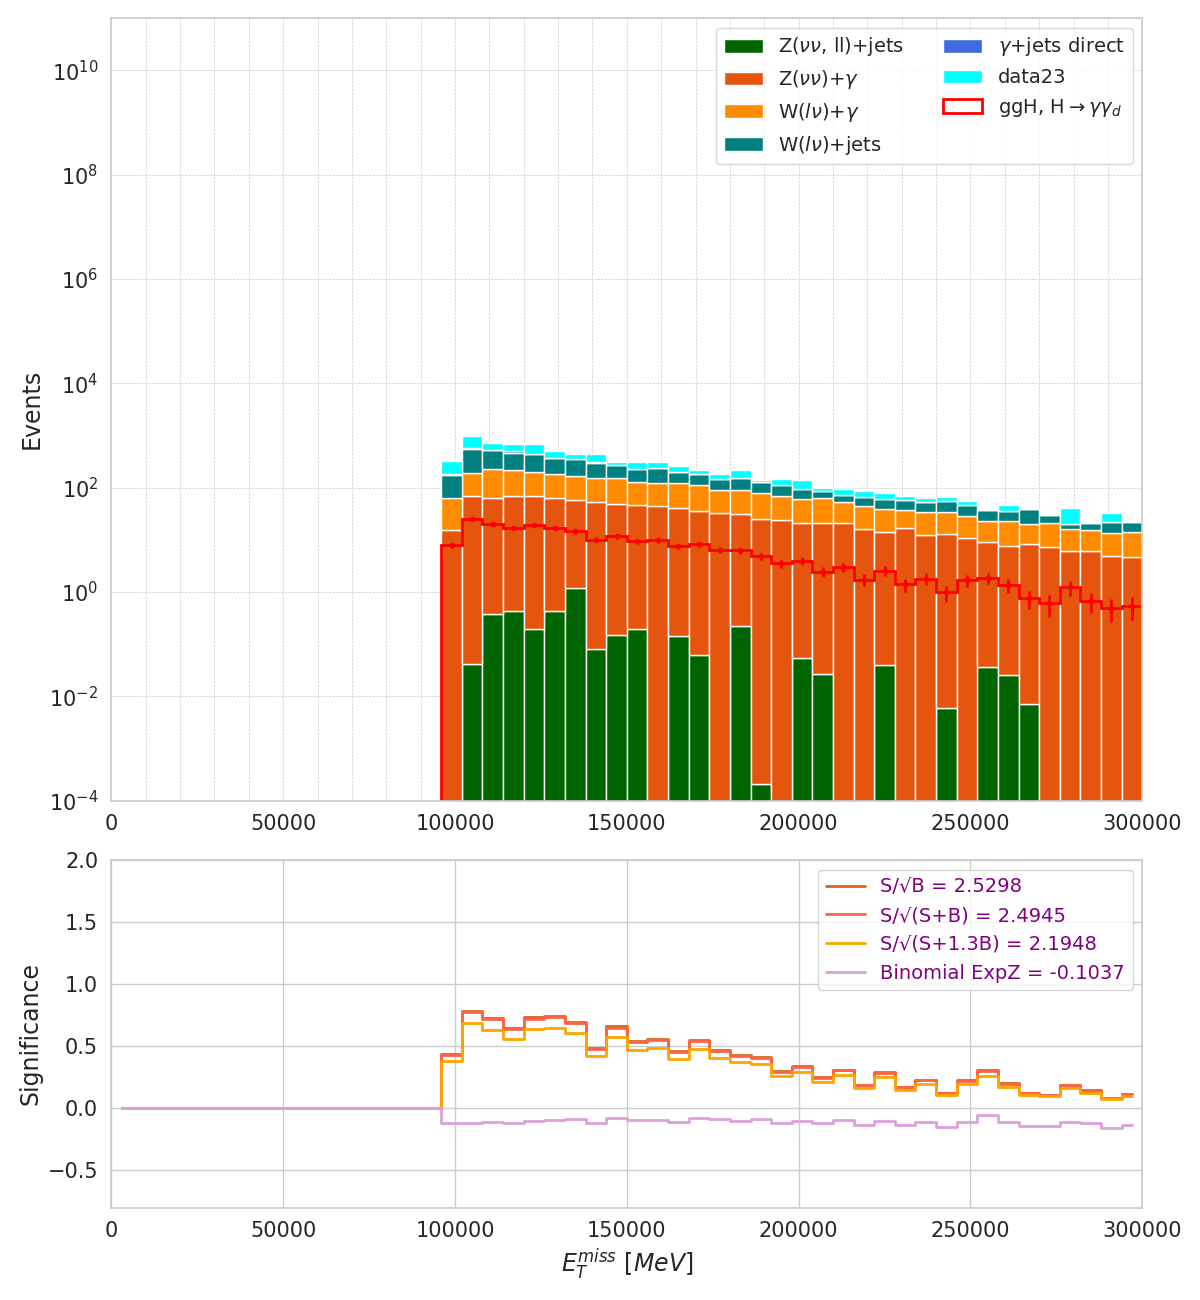 Z(νν, ll)+jets
Z(νν)+γ
W(lν)+γ
W(lν)+jets
γ+jets direct
data23
ggH, H→γγ_d
Events
10^10
10^8
10^6
10^4
10^2
10^0
10^−2
10^−4
0 50000 100000 150000 200000 250000 300000
S/√B = 2.5298
S/√(S+B) = 2.4945
S/√(S+1.3B) = 2.1948
Binomial ExpZ = -0.1037
Significance
2.0
1.5
1.0
0.5
0.0
−0.5
0 50000 100000 150000 200000 250000 300000
E_T^miss [MeV]